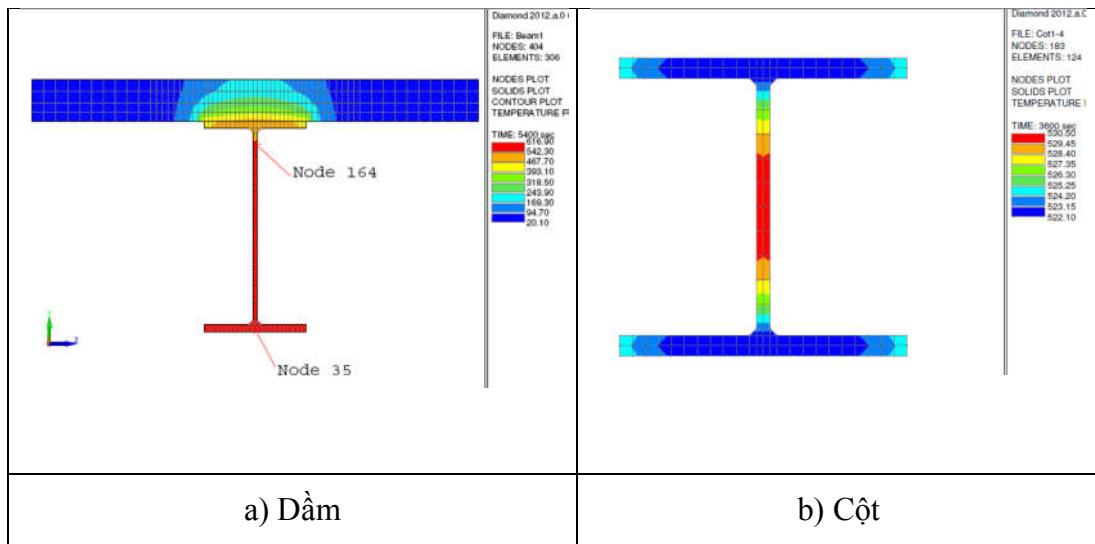 Diamond 2012.a.0
FILE: Beam1
NODES: 404
ELEMENTS: 306
NODES PLOT
SOLIDS PLOT
CONTOUR PLOT
TEMPERATURE
TIME: 5400 sec
616.90
542.30
467.70
393.10
318.50
243.90
169.30
94.70
20.10
Node 164
Node 35
a) Dầm
Diamond 2012.a.
FILE: Cot1-4
NODES: 183
ELEMENTS: 124
NODES PLOT
SOLIDS PLOT
TEMPERATURE
TIME: 3600 sec
530.50
529.45
528.40
527.35
526.30
525.25
524.20
523.15
522.10
b) Cột